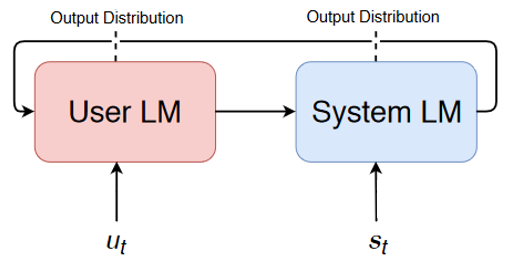 Output Distribution
Output Distribution
User LM
System LM
u_t
s_t